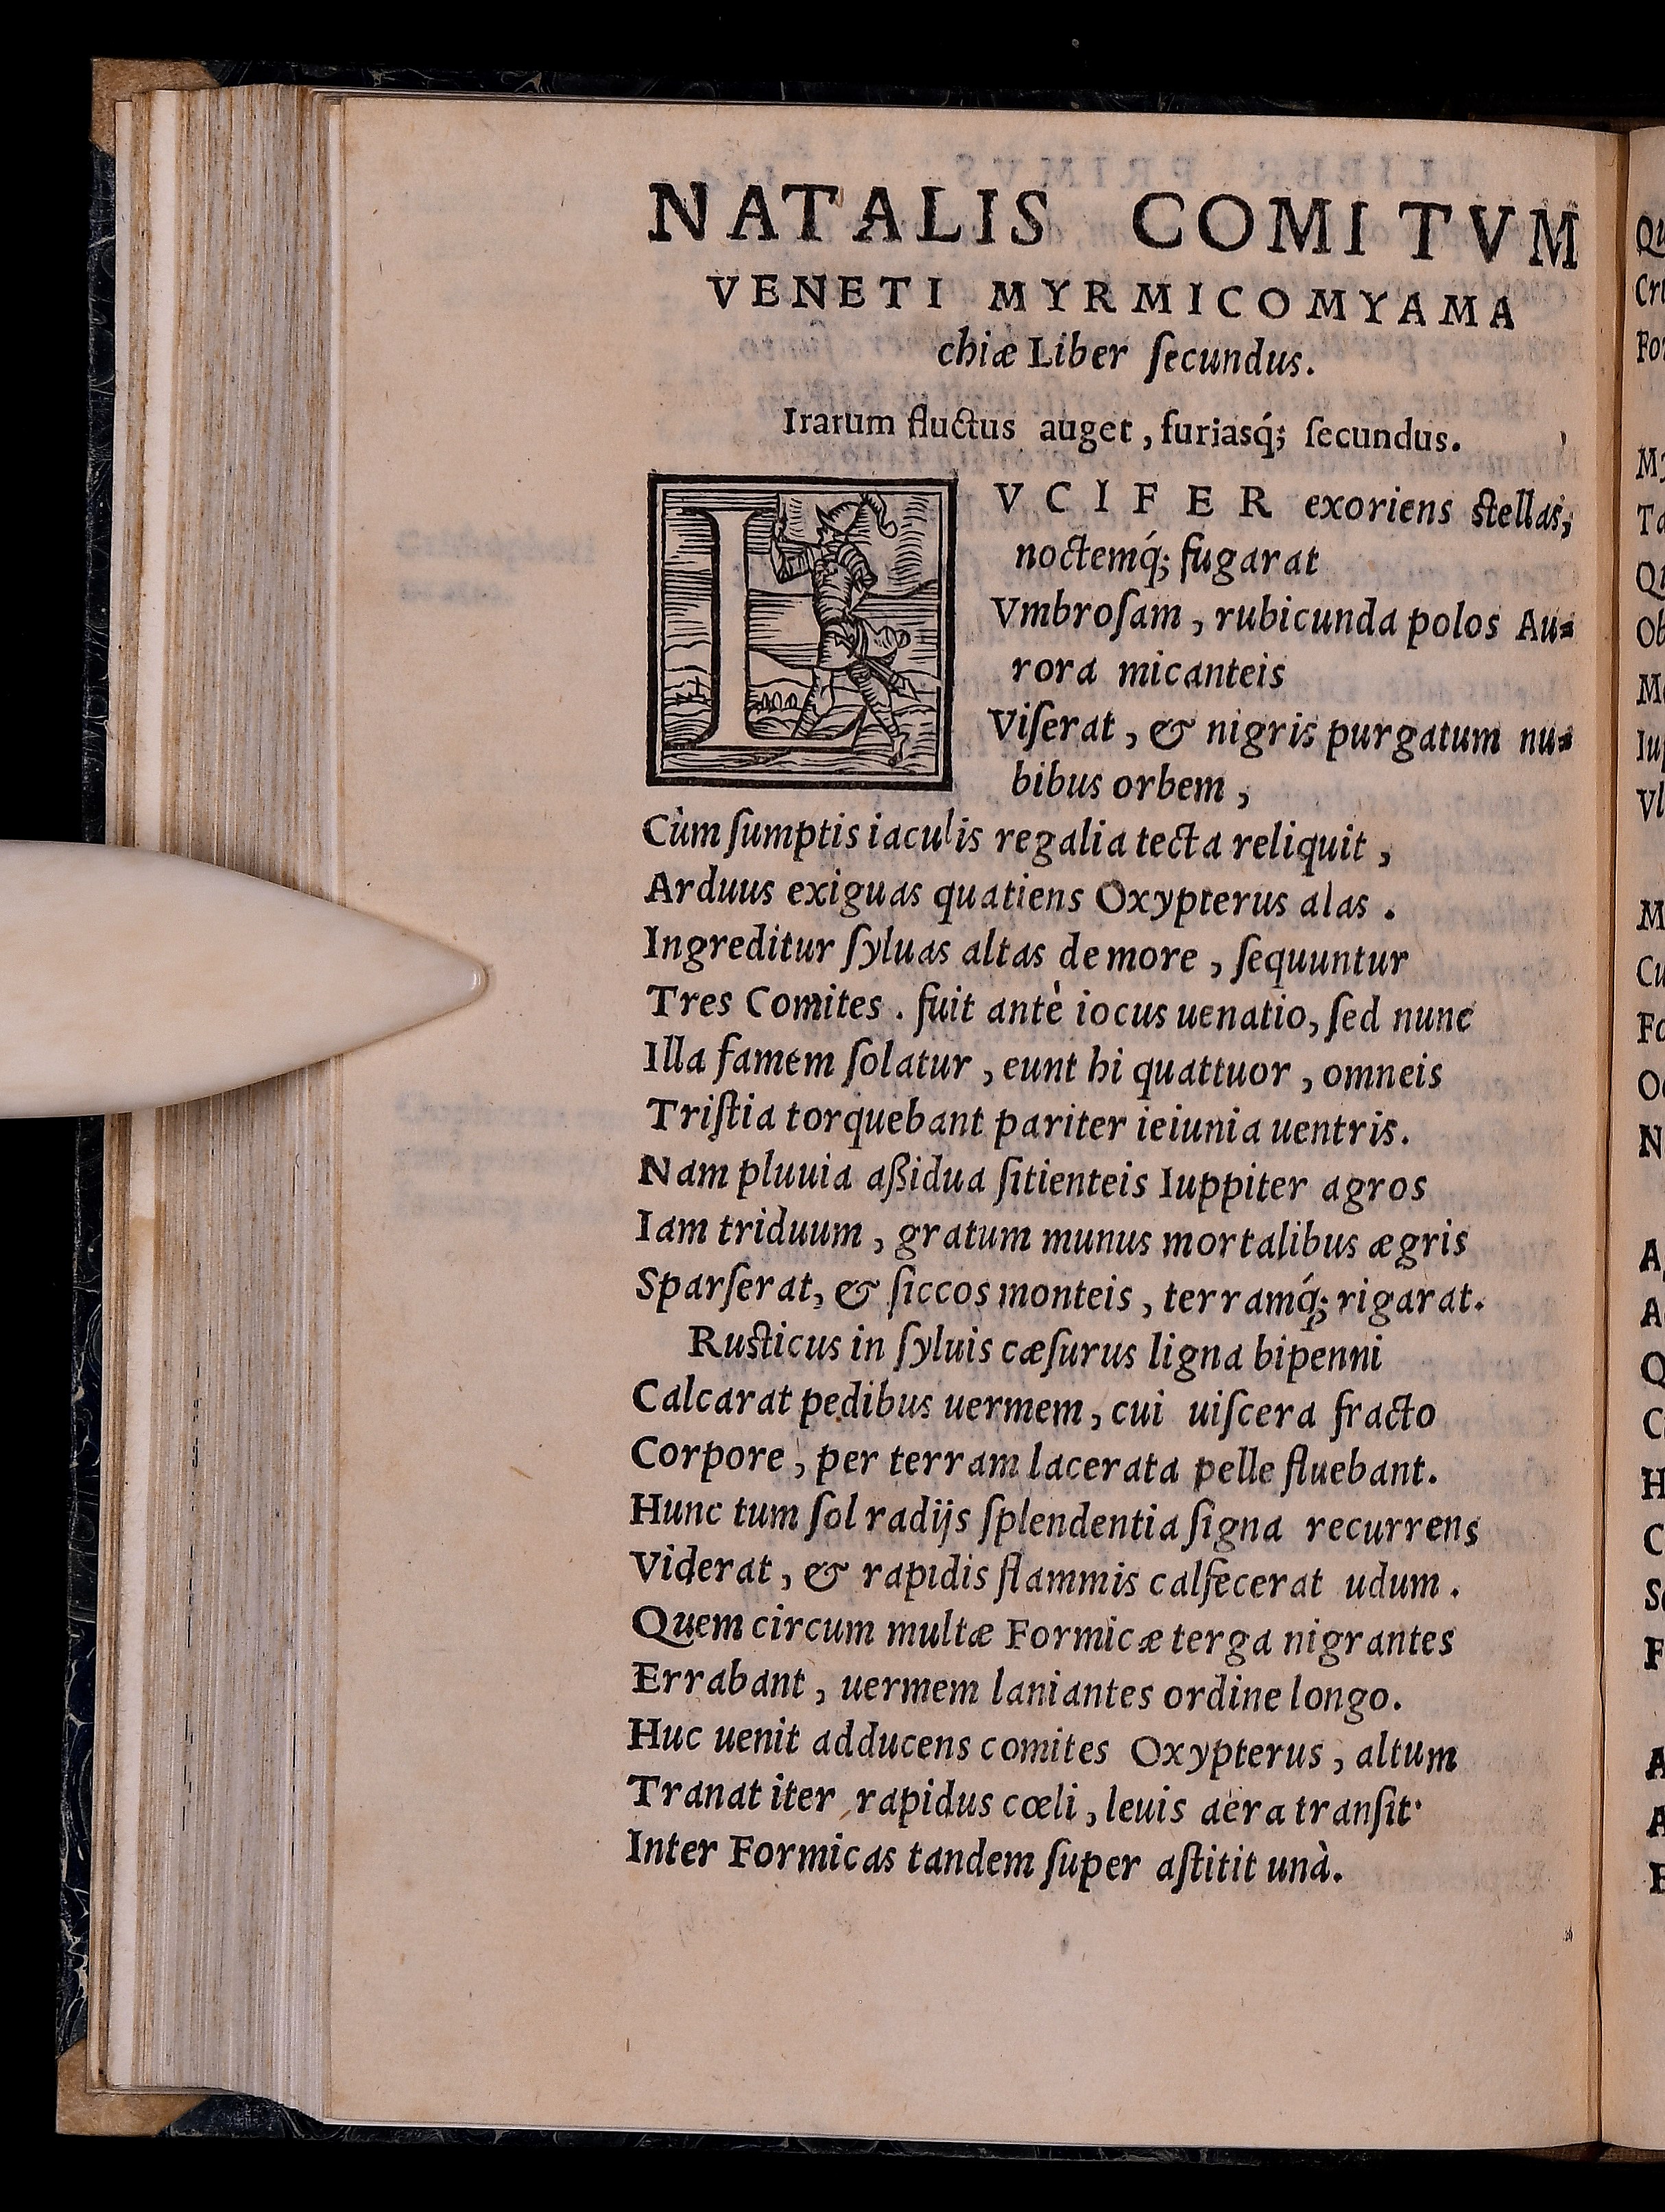 NATALIS COMITVM
VENETI MYRMICOMYAMA
chiæ Liber ſecundus.
Irarum fluctus auget, furiasq́; ſecundus.
LVCIFER exoriens ſtellas,
noctemq́; fugarat
Vmbroſam, rubicunda polos Au=
rora micanteis
Viſerat, & nigris purgatum nu=
bibus orbem,
Cùm ſumptis iaculis regalia tecta reliquit,
Arduus exiguas quatiens Oxypterus alas.
Ingreditur ſyluas altas de more, ſequuntur
Tres Comites. fuit antè iocus uenatio, ſed nunc
Illa famem ſolatur, eunt hi quattuor, omneis
Triſtia torquebant pariter ieiunia uentris.
Nam pluuia aßidua ſitienteis Iuppiter agros
Iam triduum, gratum munus mortalibus ægris
Sparſerat, & ſiccos monteis, terramq́; rigarat.
Ruſticus in ſyluis cæſurus ligna bipenni
Calcarat pedibus uermem, cui uiſcera fracto
Corpore, per terram lacerata pelle fluebant.
Hunc tum ſol radijs ſplendentia ſigna recurrens
Viderat, & rapidis flammis calfecerat udum.
Quem circum multæ Formicæ terga nigrantes
Errabant, uermem laniantes ordine longo.
Huc uenit adducens comites Oxypterus, altum
Tranat iter rapidus cœli, leuis aera tranſit.
Inter Formicas tandem ſuper aſtitit unà.